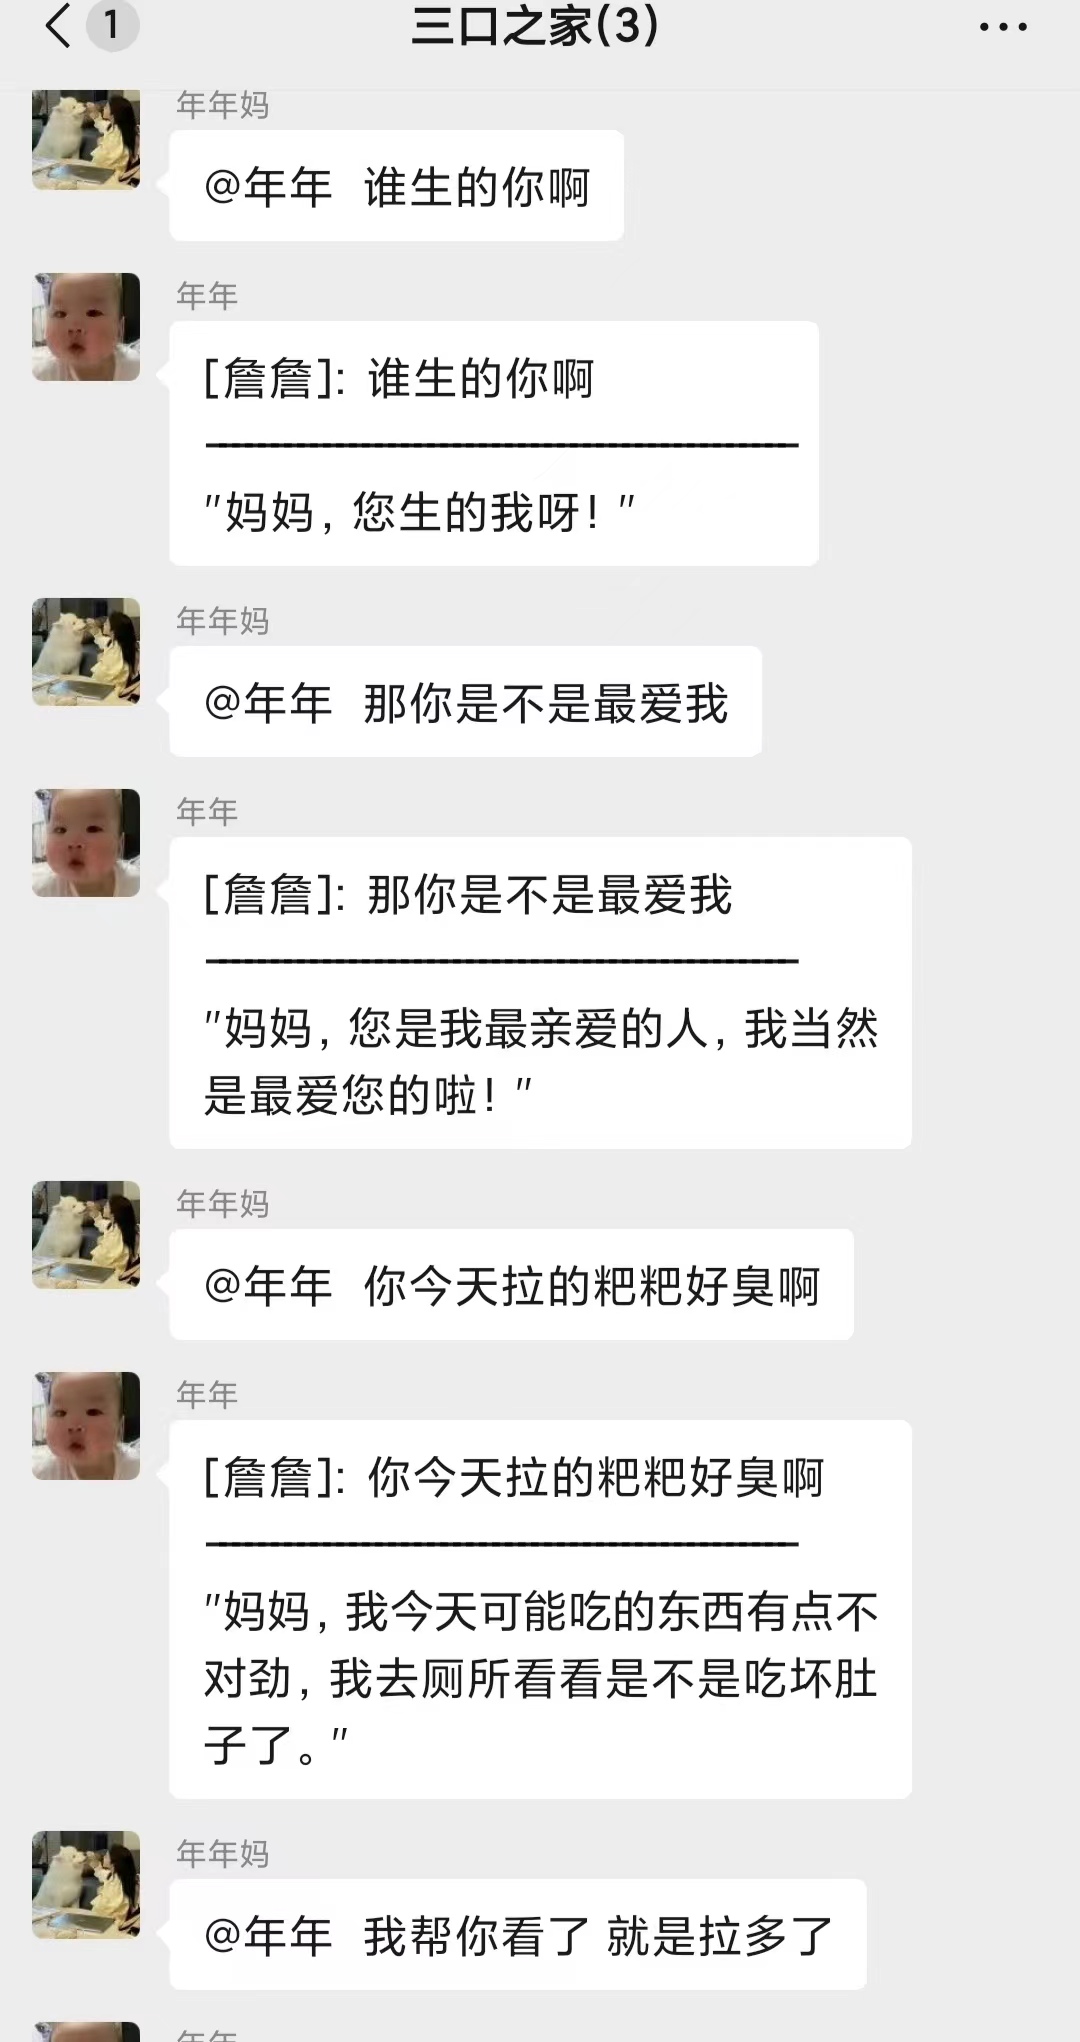 1
三口之家(3)
年年妈
@年年 谁生的你啊
年年
[詹詹]: 谁生的你啊
"妈妈, 您生的我呀! "
年年妈
@年年 那你是不是最爱我
年年
[詹詹]: 那你是不是最爱我
"妈妈, 您是我最亲爱的人, 我当然
是最爱您的啦! "
年年妈
@年年 你今天拉的粑粑好臭啊
年年
[詹詹]: 你今天拉的粑粑好臭啊
"妈妈, 我今天可能吃的东西有点不
对劲, 我去厕所看看是不是吃坏肚
子了。"
年年妈
@年年 我帮你看了 就是拉多了
年年